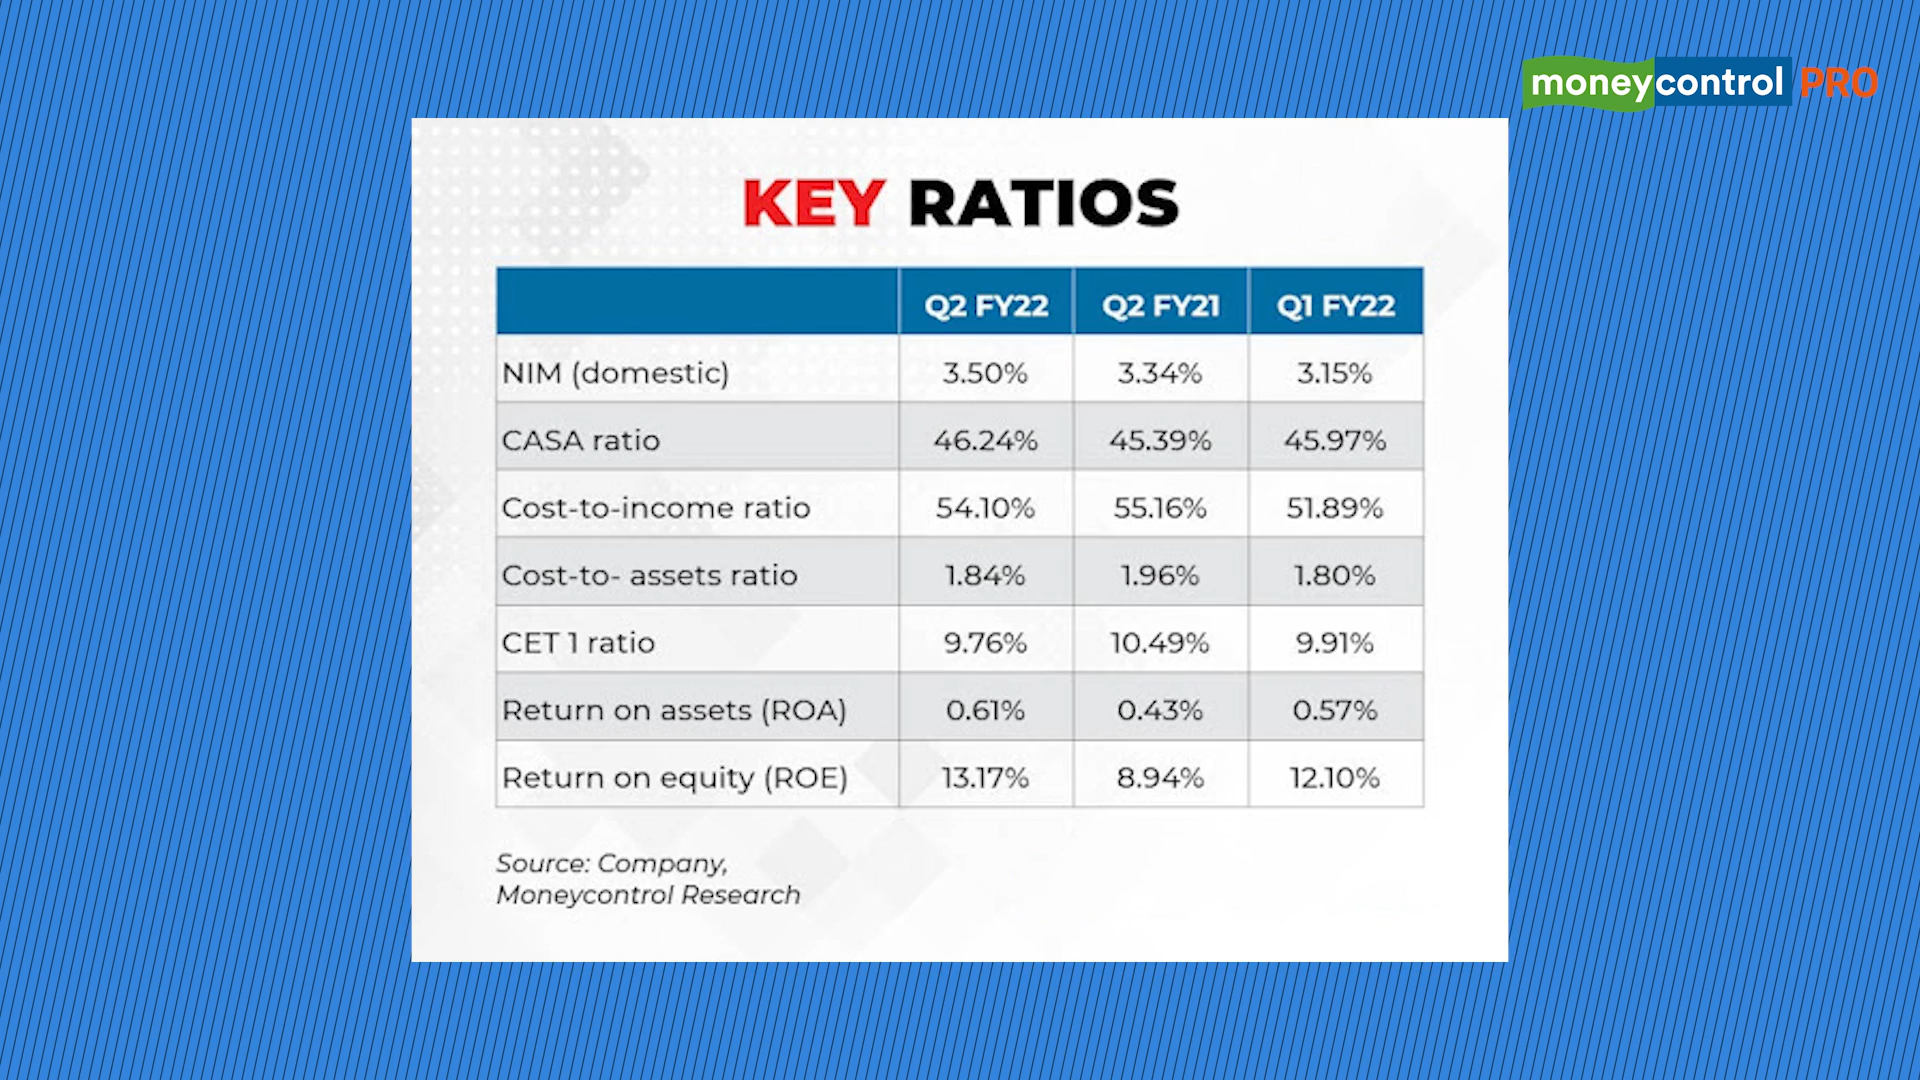 moneycontrol PRO
KEY RATIOS
Q2 FY22 Q2 FY21 Q1 FY22
NIM (domestic) 3.50% 3.34% 3.15%
CASA ratio 46.24% 45.39% 45.97%
Cost-to-income ratio 54.10% 55.16% 51.89%
Cost-to- assets ratio 1.84% 1.96% 1.80%
CET 1 ratio 9.76% 10.49% 9.91%
Return on assets (ROA) 0.61% 0.43% 0.57%
Return on equity (ROE) 13.17% 8.94% 12.10%
Source: Company,
Moneycontrol Research